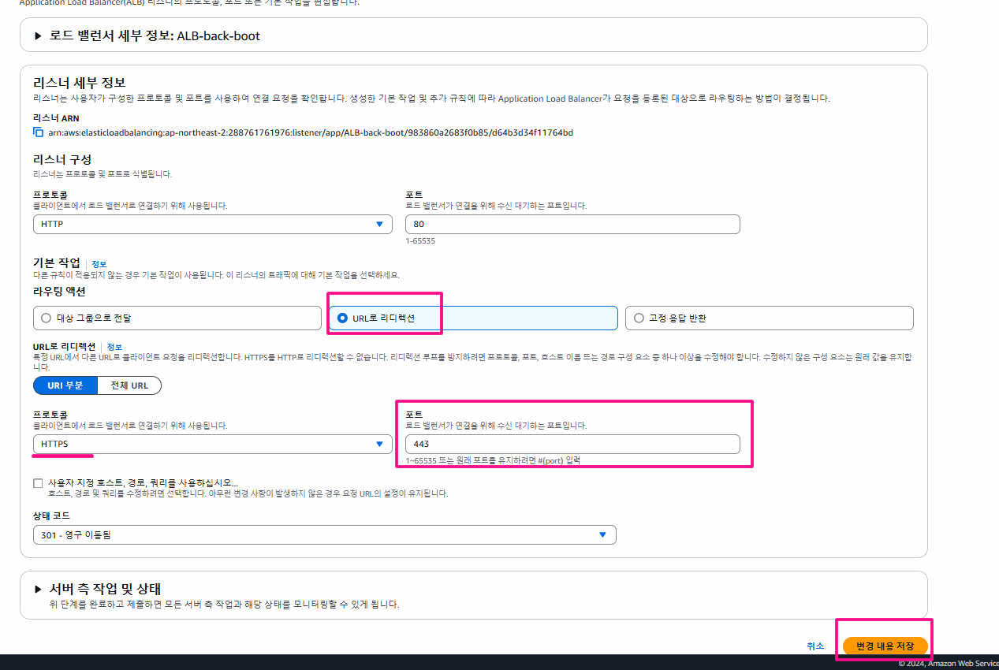 Application Load Balancer(ALB) 리스너의 프로토콜, 포트 또는 기본 작업을 편집합니다.
로드 밸런서 세부 정보: ALB-back-boot
리스너 세부 정보
리스너는 사용자가 구성한 프로토콜 및 포트를 사용하여 연결 요청을 확인합니다. 생성한 기본 작업 및 추가 규칙에 따라 Application Load Balancer가 요청을 등록된 대상으로 라우팅하는 방법이 결정됩니다.
리스너 ARN
arn:aws:elasticloadbalancing:ap-northeast-2:288761761976:listener/app/ALB-back-boot/983860a2683f0b85/d64b3d34f11764bd
리스너 구성
리스너는 프로토콜 및 포트로 식별됩니다.
프로토콜
클라이언트에서 로드 밸런서로 연결하기 위해 사용됩니다.
HTTP
포트
로드 밸런서가 연결을 위해 수신 대기하는 포트입니다.
80
1-65535
기본 작업 정보
다른 규칙이 적용되지 않는 경우 기본 작업이 사용됩니다. 이 리스너의 트래픽에 대해 기본 작업을 선택하세요.
라우팅 액션
대상 그룹으로 전달
URL로 리디렉션
고정 응답 반환
URL로 리디렉션 정보
특정 URL에서 다른 URL로 클라이언트 요청을 리디렉션합니다. HTTPS를 HTTP로 리디렉션할 수 없습니다. 리디렉션 루프를 방지하려면 프로토콜, 포트, 호스트 이름 또는 경로 구성 요소 중 하나 이상을 수정해야 합니다. 수정하지 않은 구성 요소는 원래 값을 유지합
니다.
URI 부분
전체 URL
프로토콜
클라이언트에서 로드 밸런서로 연결하기 위해 사용됩니다.
HTTPS
포트
로드 밸런서가 연결을 위해 수신 대기하는 포트입니다.
443
1~65535 또는 원래 포트를 유지하려면 #{port} 입력
사용자 지정 호스트, 경로, 쿼리를 사용하십시오...
호스트, 경로 및 쿼리를 수정하려면 선택합니다. 아무런 변경 사항이 발생하지 않은 경우 요청 URL의 설정이 유지됩니다.
상태 코드
301 - 영구 이동됨
서버 측 작업 및 상태
위 단계를 완료하고 제출하면 모든 서버 측 작업과 해당 상태를 모니터링할 수 있게 됩니다.
취소
변경 내용 저장
© 2024, Amazon Web Service